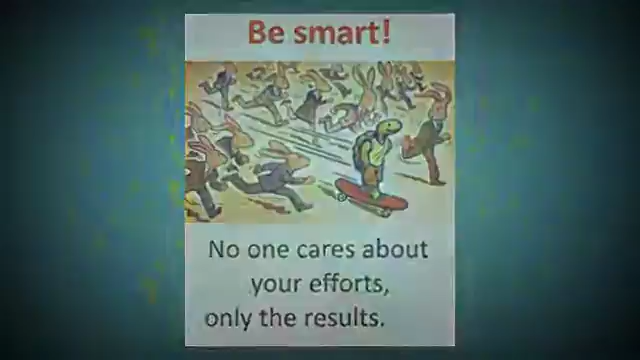 Be smart!
No one cares about
your efforts,
only the results.